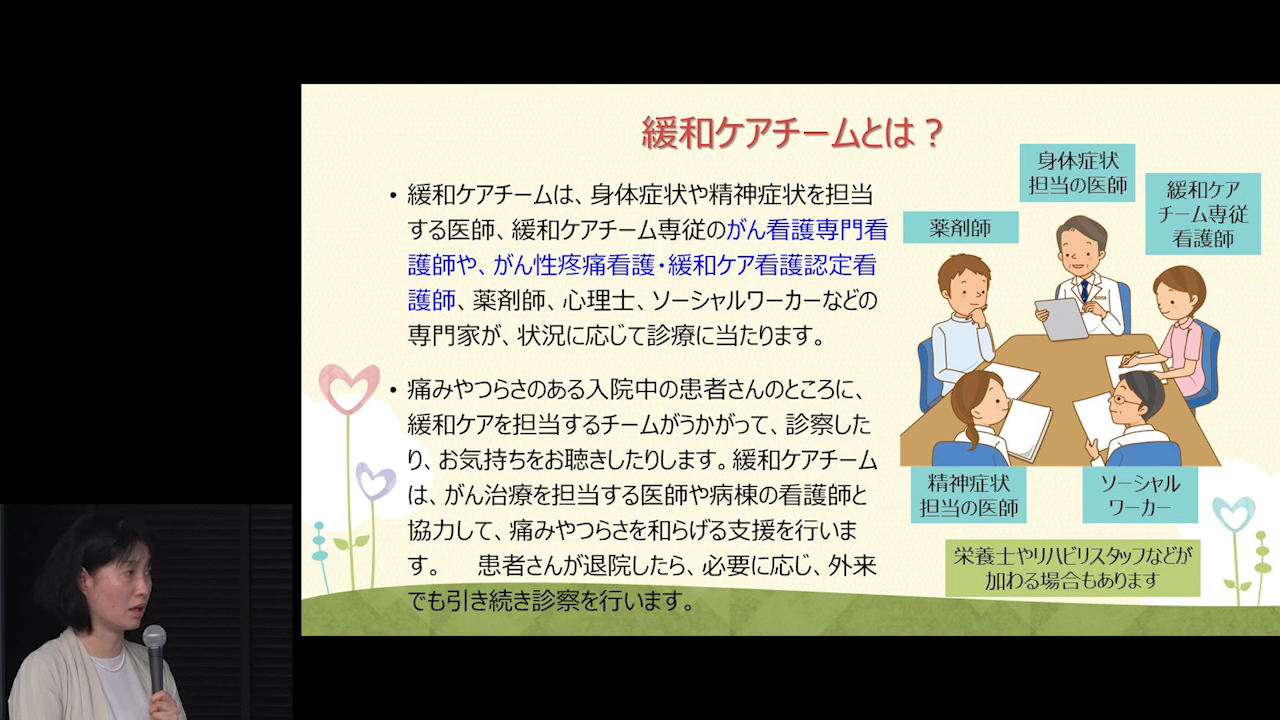 緩和ケアチームとは？
• 緩和ケアチームは、身体症状や精神症状を担当
する医師、緩和ケアチーム専従のがん看護専門看
護師や、がん性疼痛看護・緩和ケア看護認定看
護師、薬剤師、心理士、ソーシャルワーカーなどの
専門家が、状況に応じて診療に当たります。
• 痛みやつらさのある入院中の患者さんのところに、
緩和ケアを担当するチームがうかがって、診察した
り、お気持ちをお聴きしたりします。緩和ケアチーム
は、がん治療を担当する医師や病棟の看護師と
協力して、痛みやつらさを和らげる支援を行いま
す。　患者さんが退院したら、必要に応じ、外来
でも引き続き診察を行います。
身体症状
担当の医師
緩和ケア
チーム専従
看護師
薬剤師
精神症状
担当の医師
ソーシャル
ワーカー
栄養士やリハビリスタッフなどが
加わる場合もあります